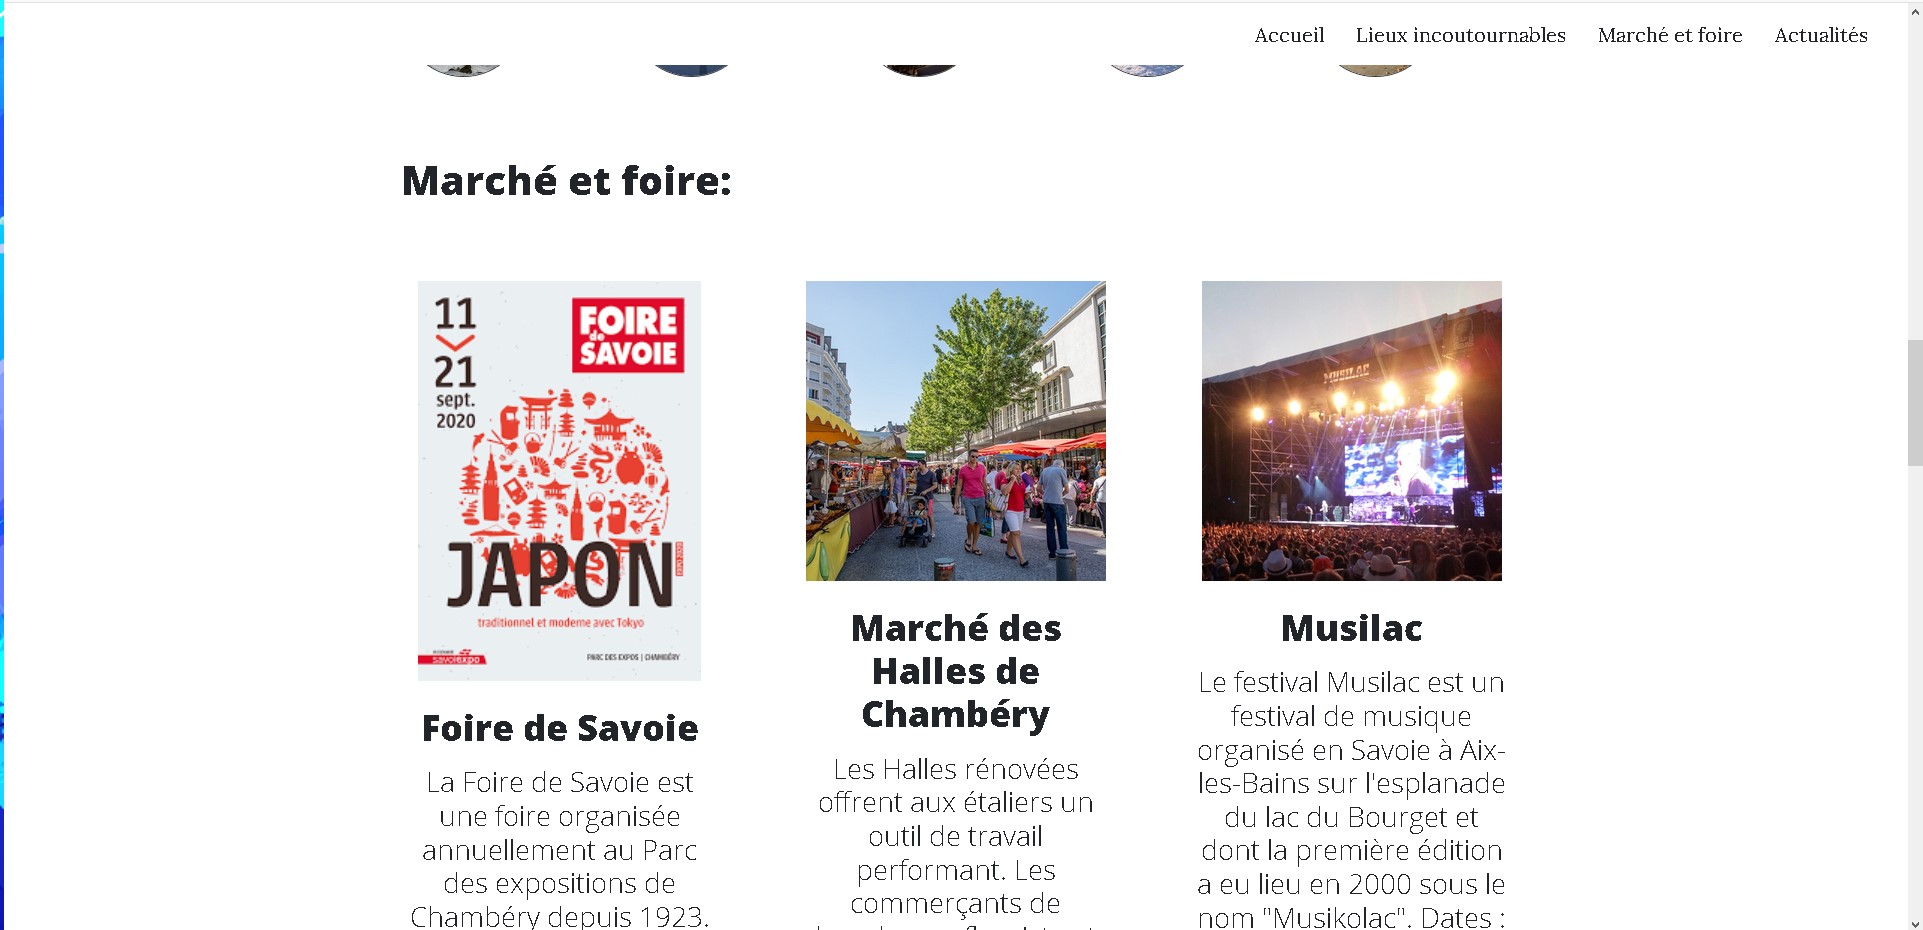 Accueil Lieux incoutournables Marché et foire Actualités
Marché et foire:
11
21
sept.
2020
FOIRE
de
SAVOIE
JAPON
EXPO 2020
traditionnel et moderne avec Tokyo
savoiexpo
PARC DES EXPOS | CHAMBÉRY
Foire de Savoie
La Foire de Savoie est
une foire organisée
annuellement au Parc
des expositions de
Chambéry depuis 1923.
Marché des
Halles de
Chambéry
Les Halles rénovées
offrent aux étaliers un
outil de travail
performant. Les
commerçants de
MUSILAC
Musilac
Le festival Musilac est un
festival de musique
organisé en Savoie à Aix-
les-Bains sur l'esplanade
du lac du Bourget et
dont la première édition
a eu lieu en 2000 sous le
nom "Musikolac". Dates :